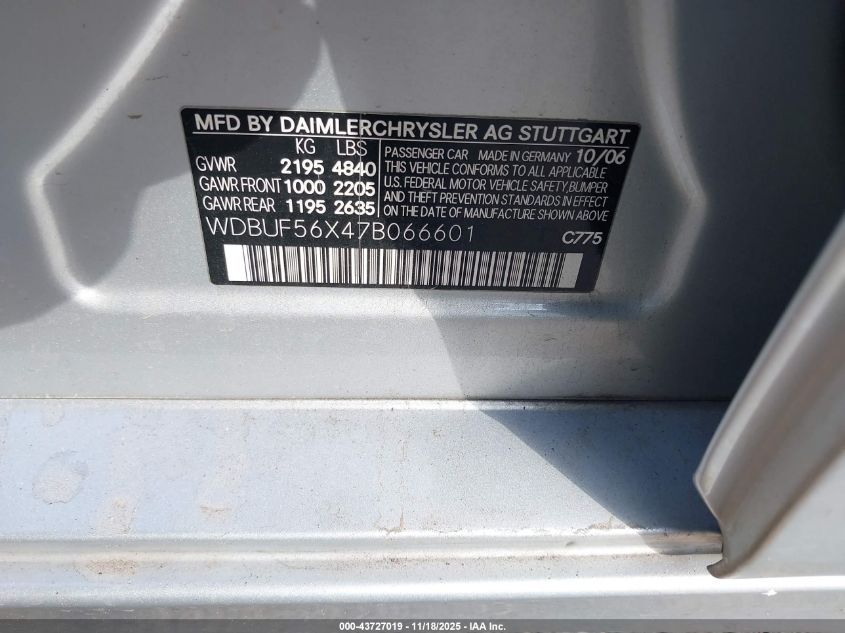 MFD BY DAIMLERCHRYSLER AG STUTTGART
KG LBS
GVWR 2195 4840
GAWR FRONT 1000 2205
GAWR REAR 1195 2635
PASSENGER CAR MADE IN GERMANY 10/06
THIS VEHICLE CONFORMS TO ALL APPLICABLE
U.S. FEDERAL MOTOR VEHICLE SAFETY, BUMPER
AND THEFT PREVENTION STANDARDS IN EFFECT
ON THE DATE OF MANUFACTURE SHOWN ABOVE
WDBUF56X47B066601
C775
000-43727019 - 11/18/2025 - IAA Inc.